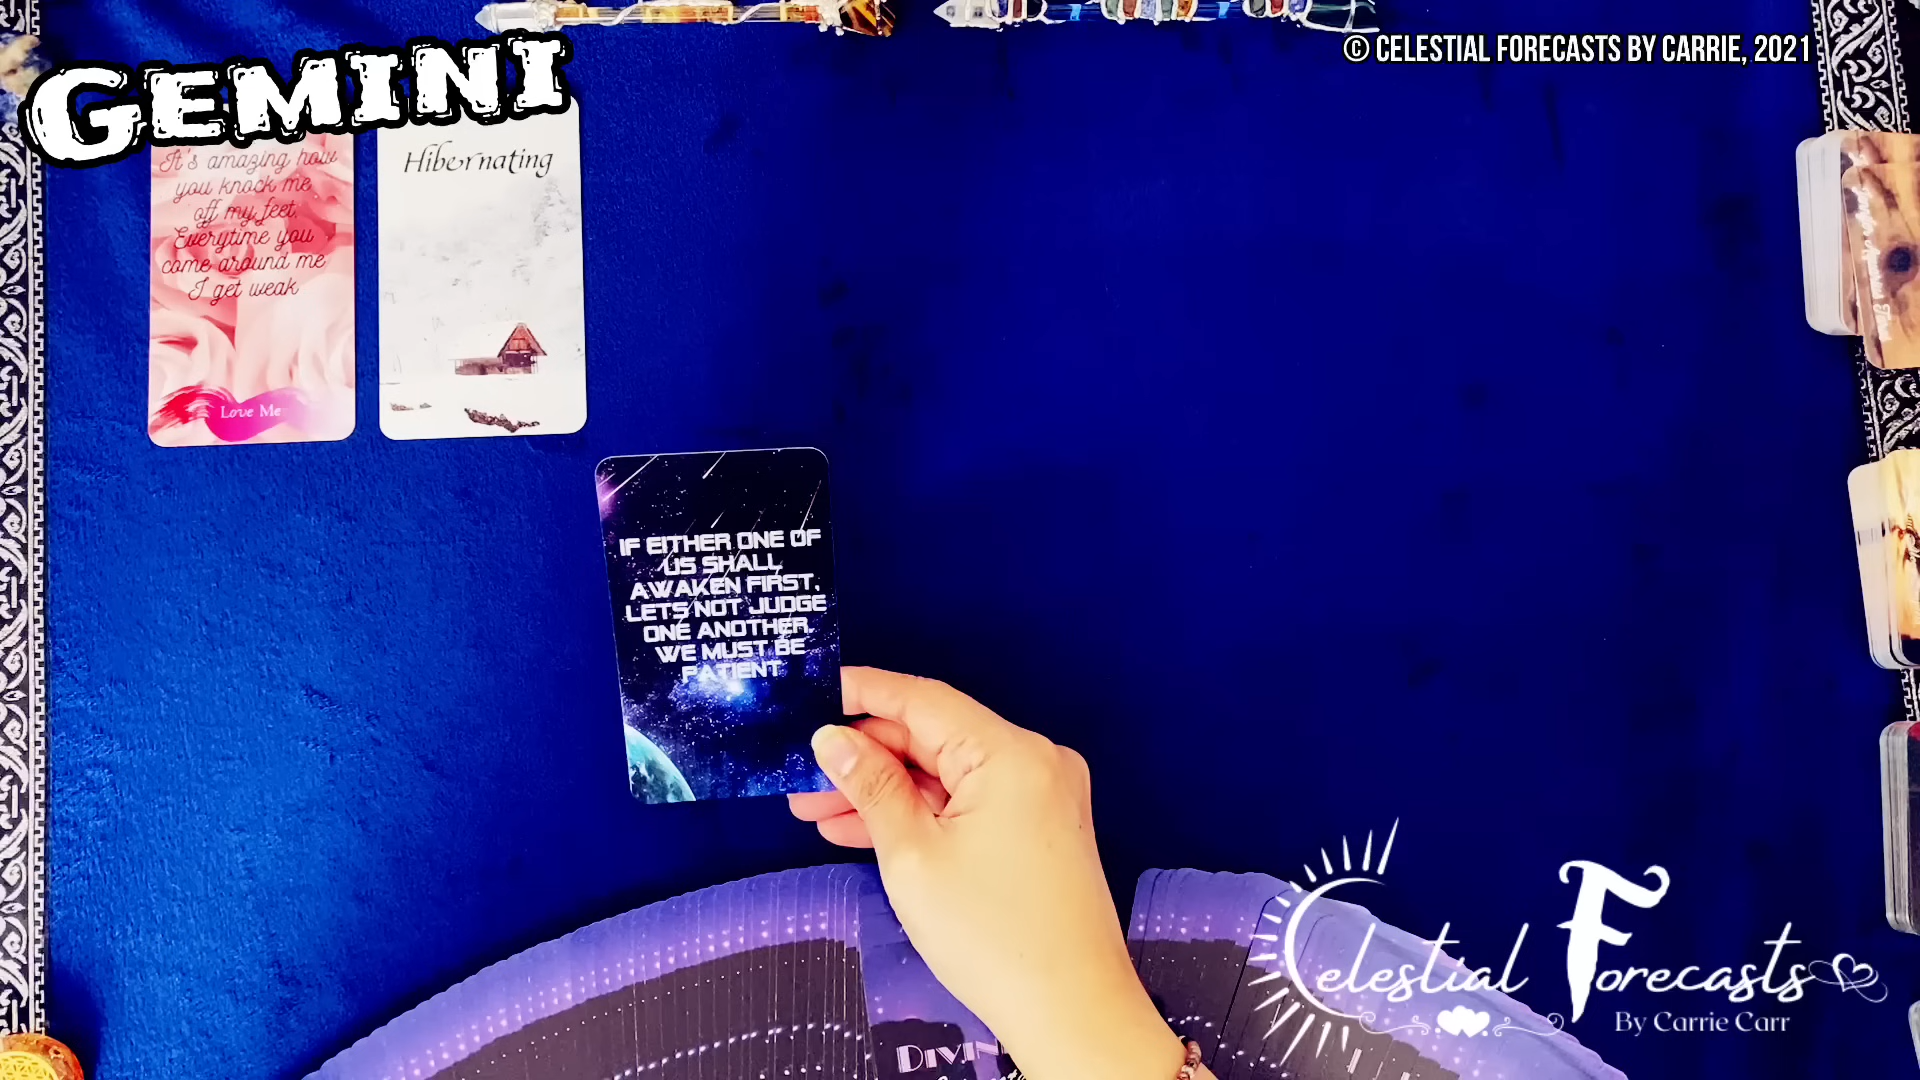 GEMINI
© CELESTIAL FORECASTS BY CARRIE, 2021
It's amazing how
you knock me
off my feet.
Everytime you
come around me
I get weak
Love Me
Hibernating
IF EITHER ONE OF
US SHALL
AWAKEN FIRST,
LETS NOT JUDGE
ONE ANOTHER.
WE MUST BE
PATIENT
Celestial Forecasts
By Carrie Carr